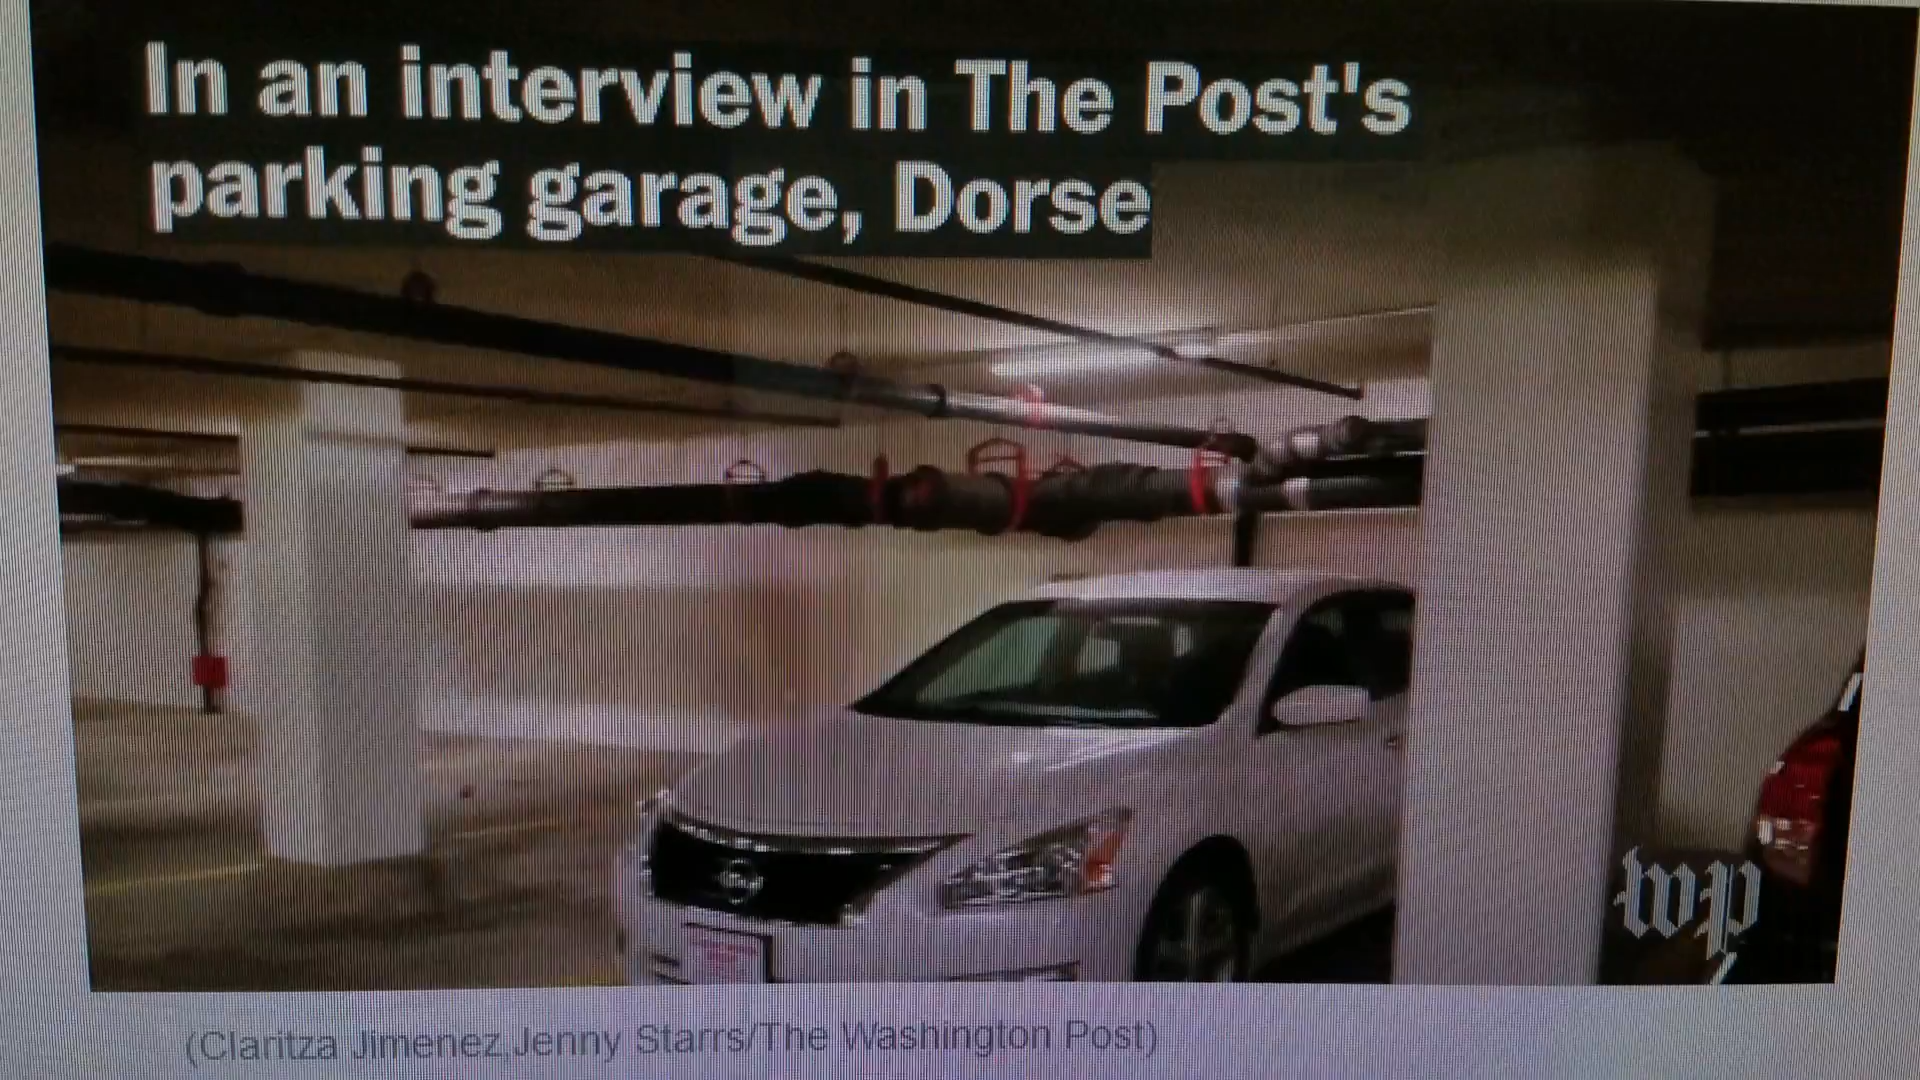 In an interview in The Post's
parking garage, Dorse
wp
(Claritza Jimenez,Jenny Starrs/The Washington Post)